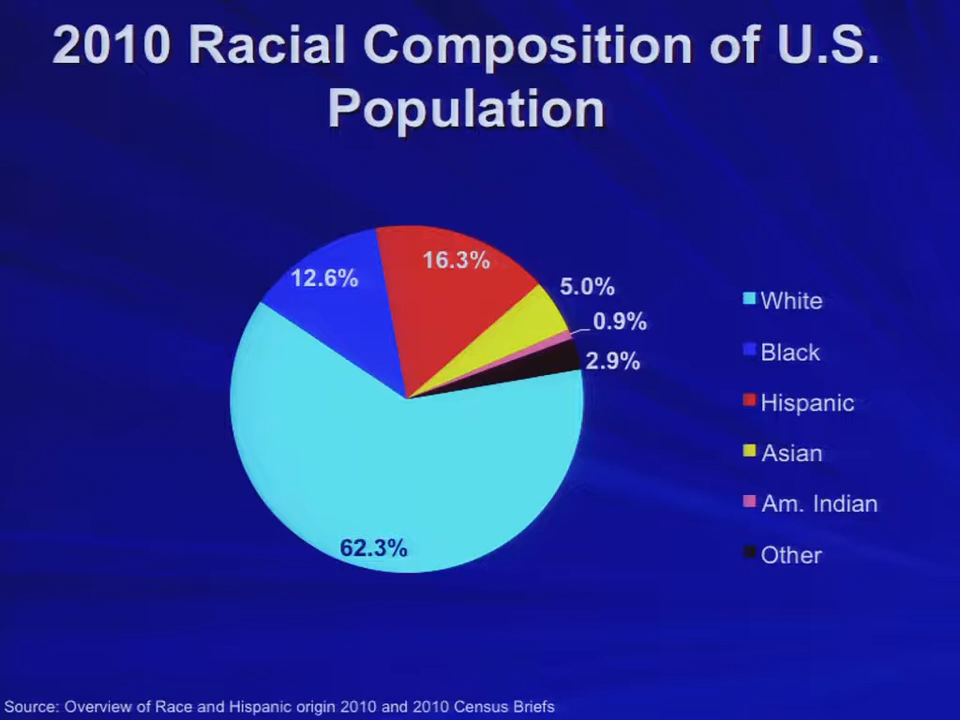 2010 Racial Composition of U.S.
Population
12.6%
16.3%
5.0%
0.9%
2.9%
62.3%
White
Black
Hispanic
Asian
Am. Indian
Other
Source: Overview of Race and Hispanic origin 2010 and 2010 Census Briefs